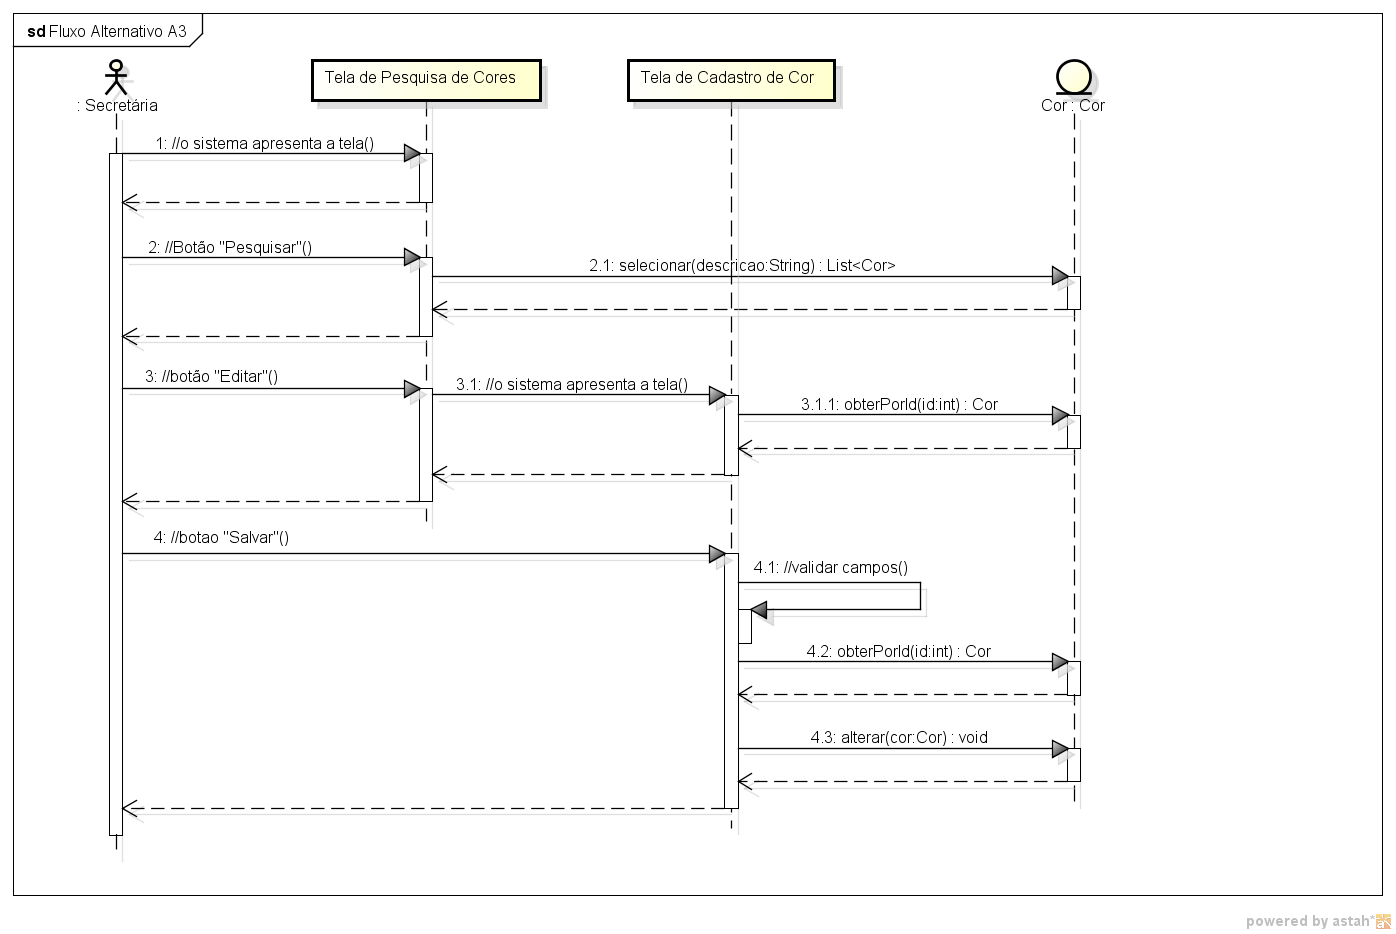 sd Fluxo Alternativo A3
: Secretária
Tela de Pesquisa de Cores
Tela de Cadastro de Cor
Cor : Cor
1: //o sistema apresenta a tela()
2: //Botão "Pesquisar"()
2.1: selecionar(descricao:String) : List<Cor>
3: //botão "Editar"()
3.1: //o sistema apresenta a tela()
3.1.1: obterPorId(id:int) : Cor
4: //botao "Salvar"()
4.1: //validar campos()
4.2: obterPorId(id:int) : Cor
4.3: alterar(cor:Cor) : void
powered by astah*